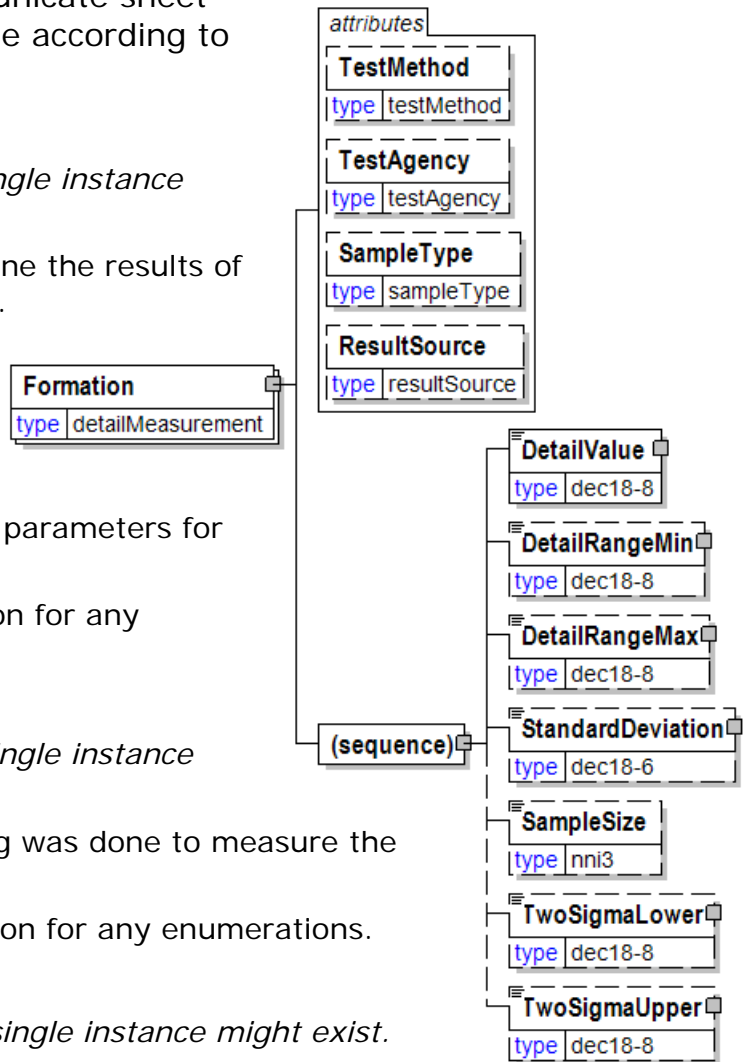 unicate sheet
e according to
ngle instance
ne the results of
.
parameters for
on for any
ingle instance
g was done to measure the
on for any enumerations.
single instance might exist.
Formation
type detailMeasurement
attributes
TestMethod
type testMethod
TestAgency
type testAgency
SampleType
type sampleType
ResultSource
type resultSource
(sequence)
DetailValue
type dec18-8
DetailRangeMin
type dec18-8
DetailRangeMax
type dec18-8
StandardDeviation
type dec18-6
SampleSize
type nni3
TwoSigmaLower
type dec18-8
TwoSigmaUpper
type dec18-8